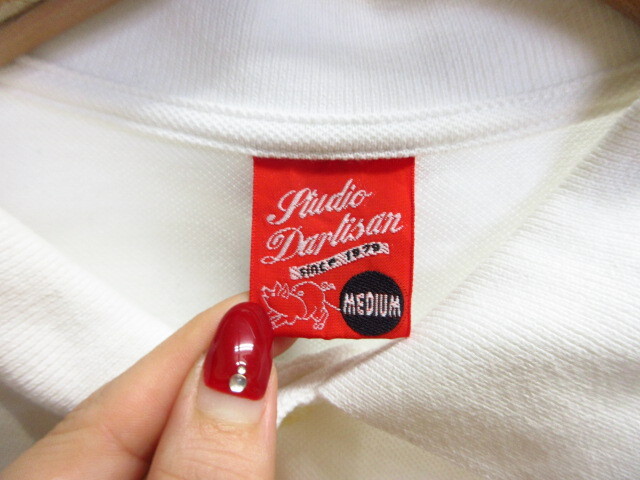 Studio
Dartisan
SINCE 1979
MEDIUM